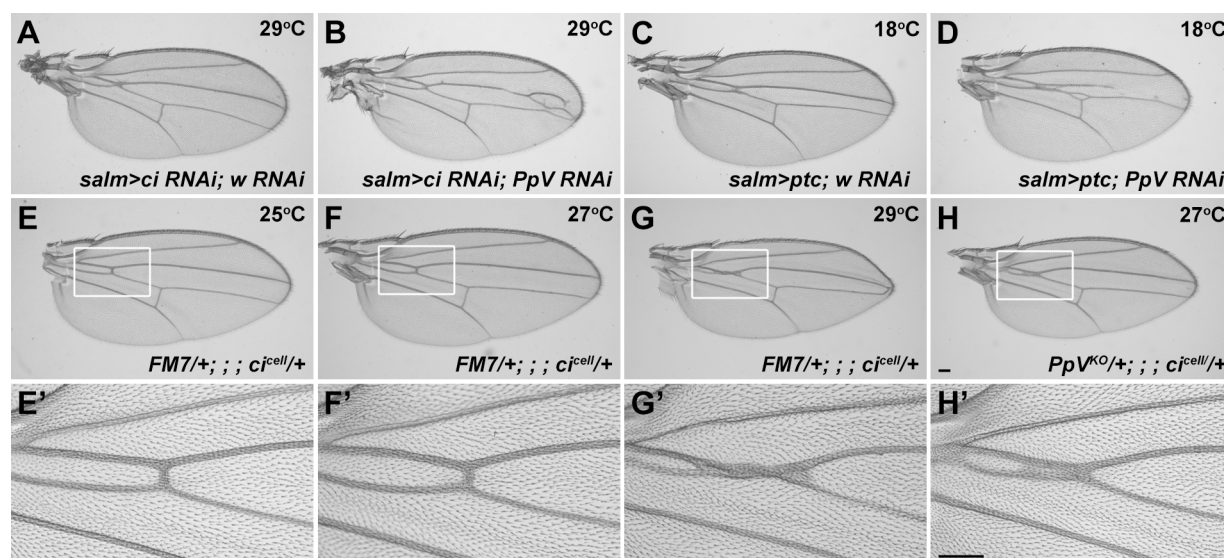 A 29°C
salm>ci RNAi; w RNAi
B 29°C
salm>ci RNAi; PpV RNAi
C 18°C
salm>ptc; w RNAi
D 18°C
salm>ptc; PpV RNAi
E 25°C
FM7/+; ; ; ci^cell/+
F 27°C
FM7/+; ; ; ci^cell/+
G 29°C
FM7/+; ; ; ci^cell/+
H 27°C
PpV^KO/+; ; ; ci^cell//+
E’
F’
G’
H’